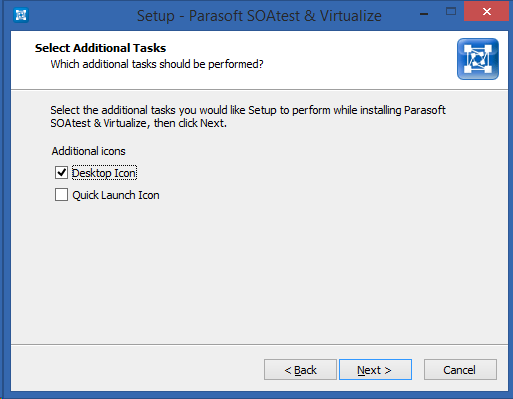 Setup - Parasoft SOAtest & Virtualize
Select Additional Tasks
Which additional tasks should be performed?
Select the additional tasks you would like Setup to perform while installing Parasoft
SOAtest & Virtualize, then click Next.
Additional icons
Desktop Icon
Quick Launch Icon
< Back Next > Cancel